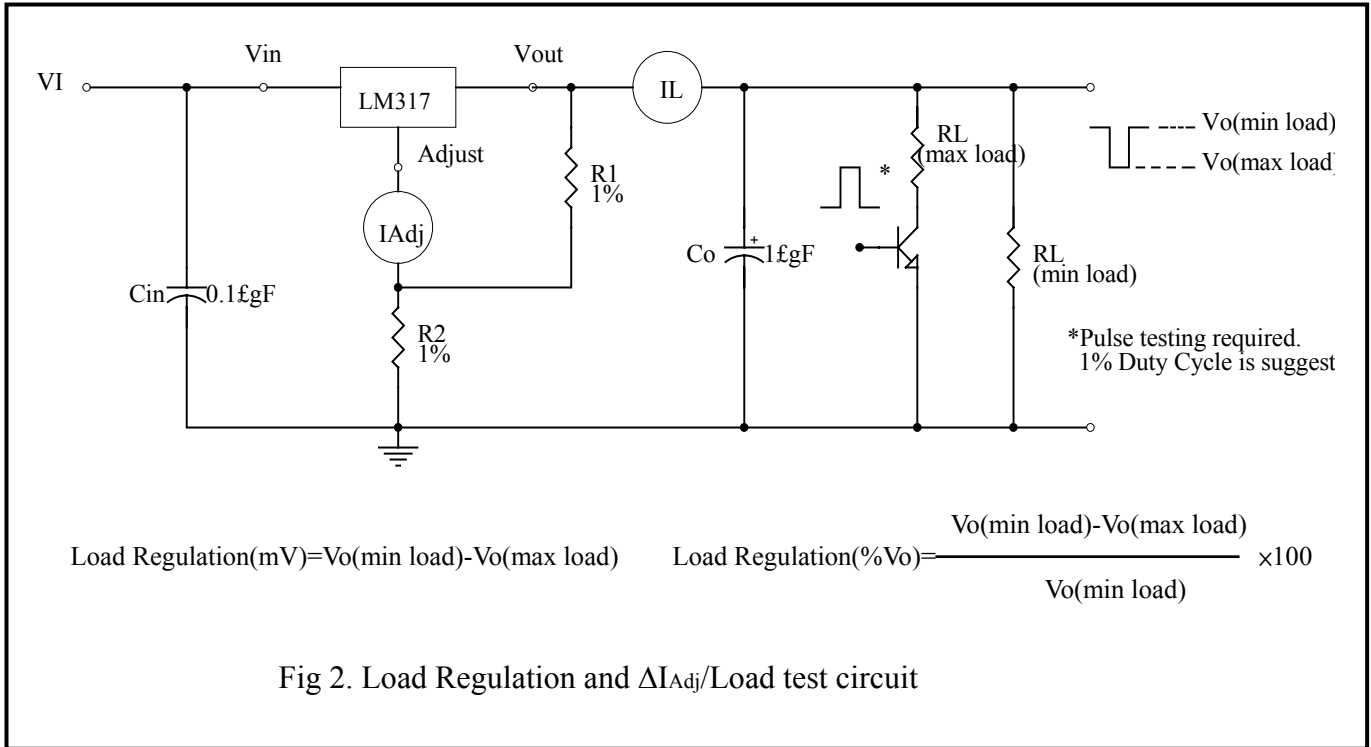 Vin
Vout
VI
LM317
IL
Adjust
IAdj
R1
1%
RL
(max load)
*
Vo(min load)
Vo(max load)
Cin
0.1£gF
R2
1%
Co
+
1£gF
RL
(min load)
*Pulse testing required.
1% Duty Cycle is suggest
Load Regulation(mV)=Vo(min load)-Vo(max load)
Load Regulation(%Vo)=
Vo(min load)-Vo(max load)
Vo(min load)
×100
Fig 2. Load Regulation and ΔIAdj/Load test circuit